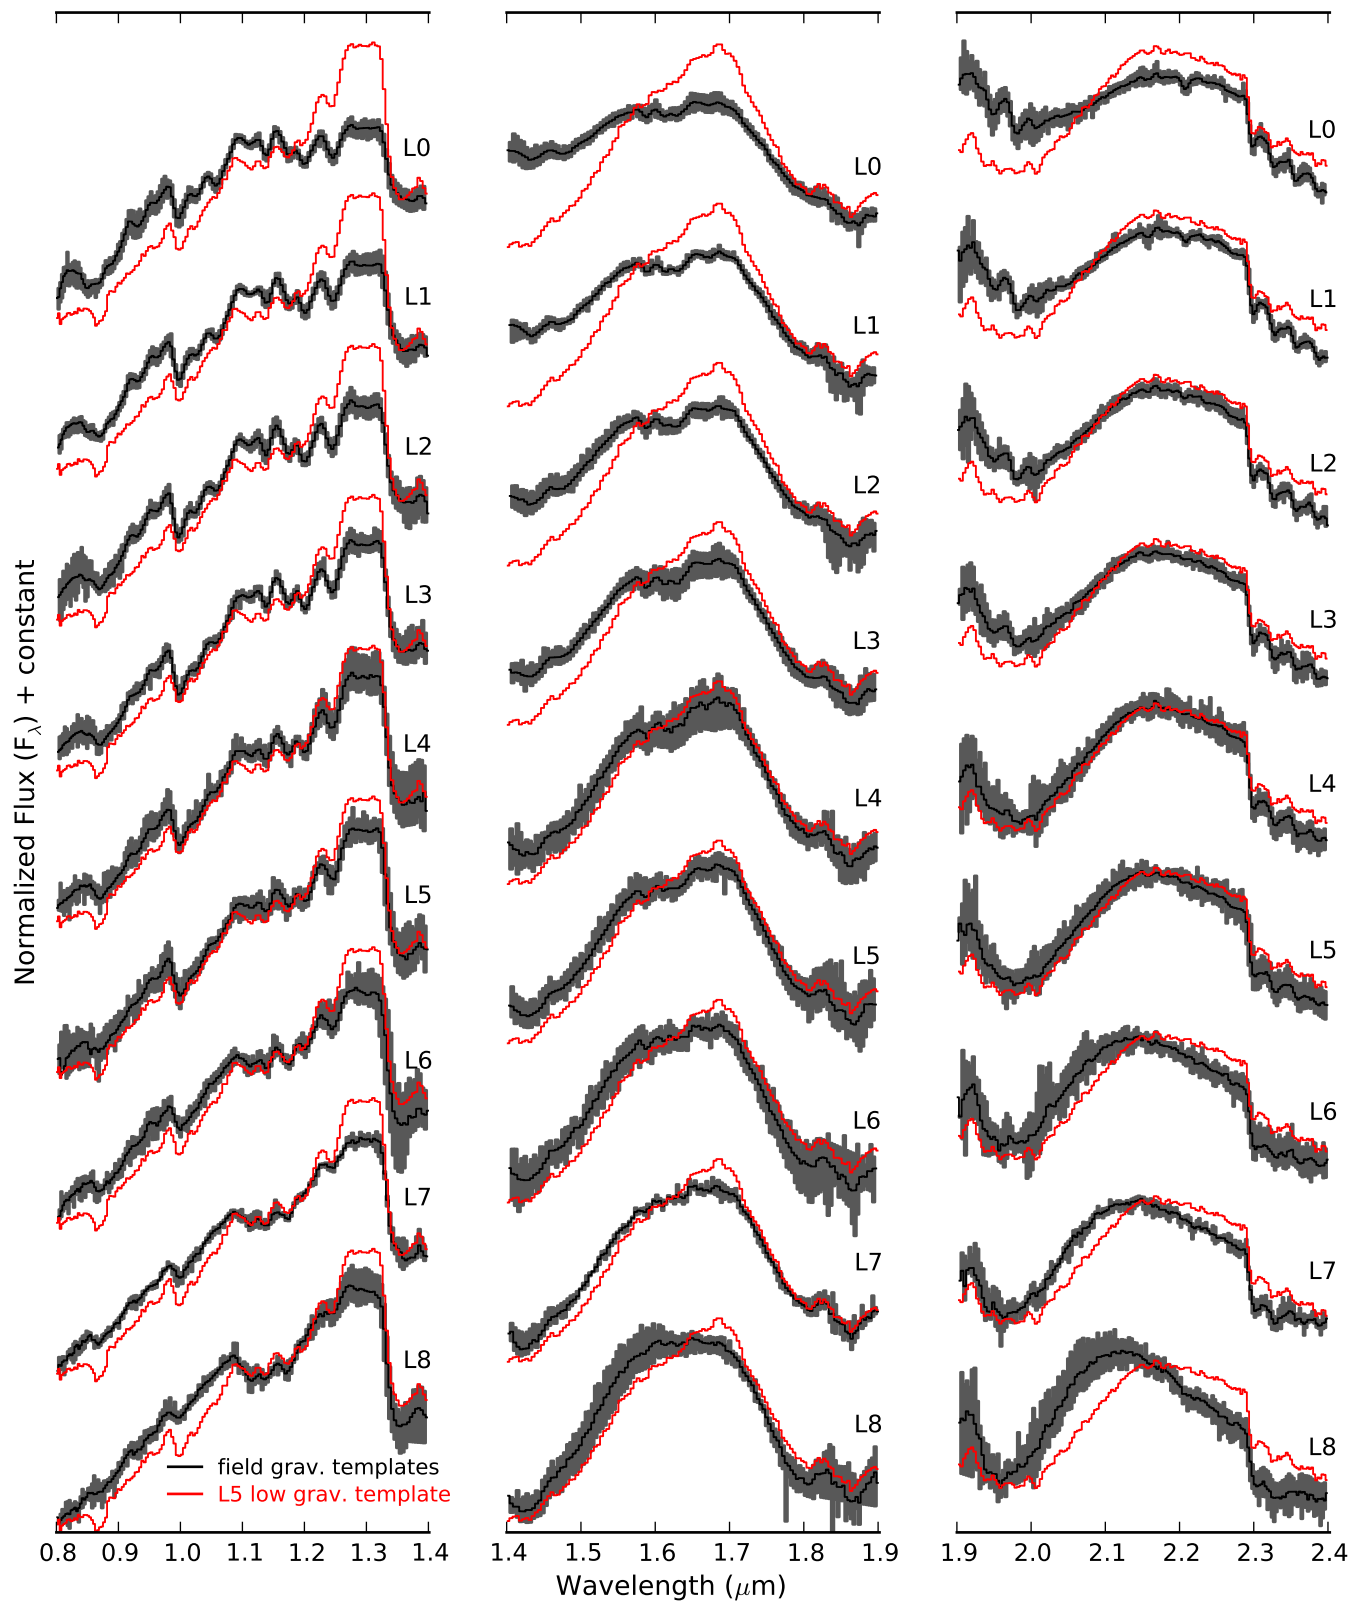 L0
L0
L0
L1
L1
L1
L2
L2
L2
L3
L3
L3
L4
L4
L4
L5
L5
L5
L6
L6
L6
L7
L7
L7
L8
L8
L8
Normalized Flux (Fλ) + constant
field grav. templates
L5 low grav. template
0.8 0.9 1.0 1.1 1.2 1.3 1.4
1.4 1.5 1.6 1.7 1.8 1.9
1.9 2.0 2.1 2.2 2.3 2.4
Wavelength (μm)